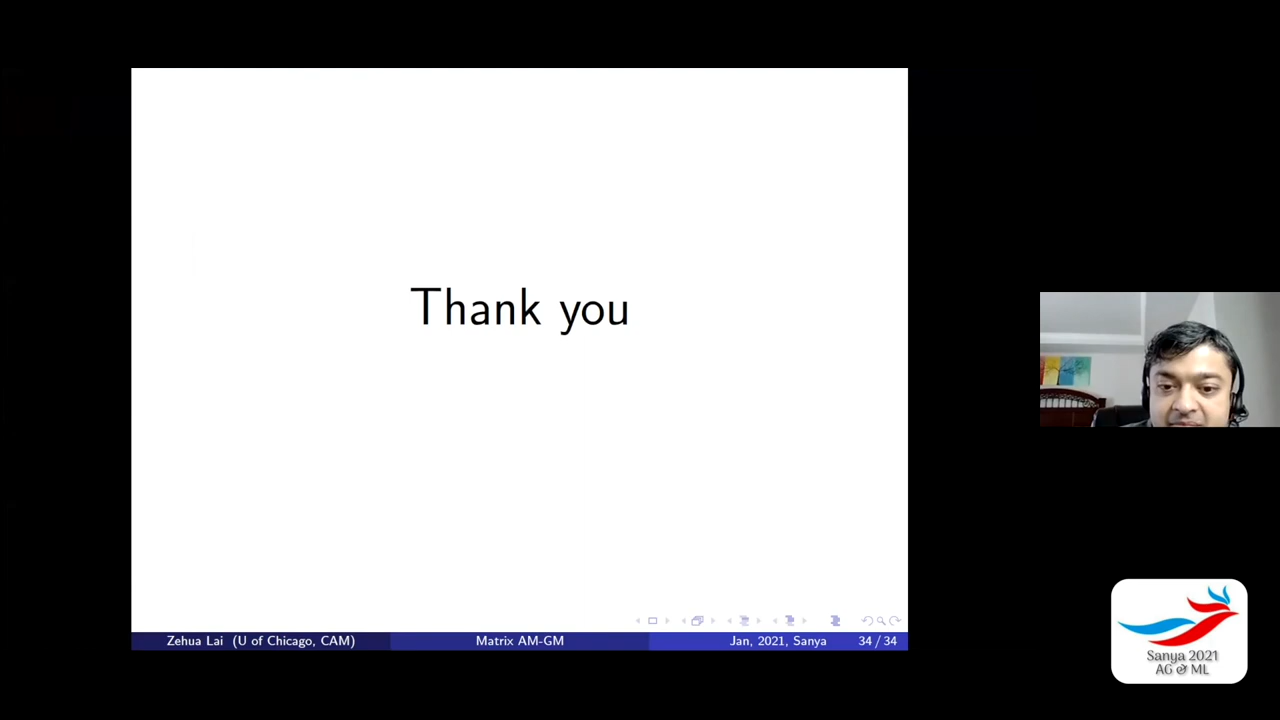 Thank you
Zehua Lai (U of Chicago, CAM)
Matrix AM-GM
Jan, 2021, Sanya
34 / 34
Sanya 2021
AG & ML